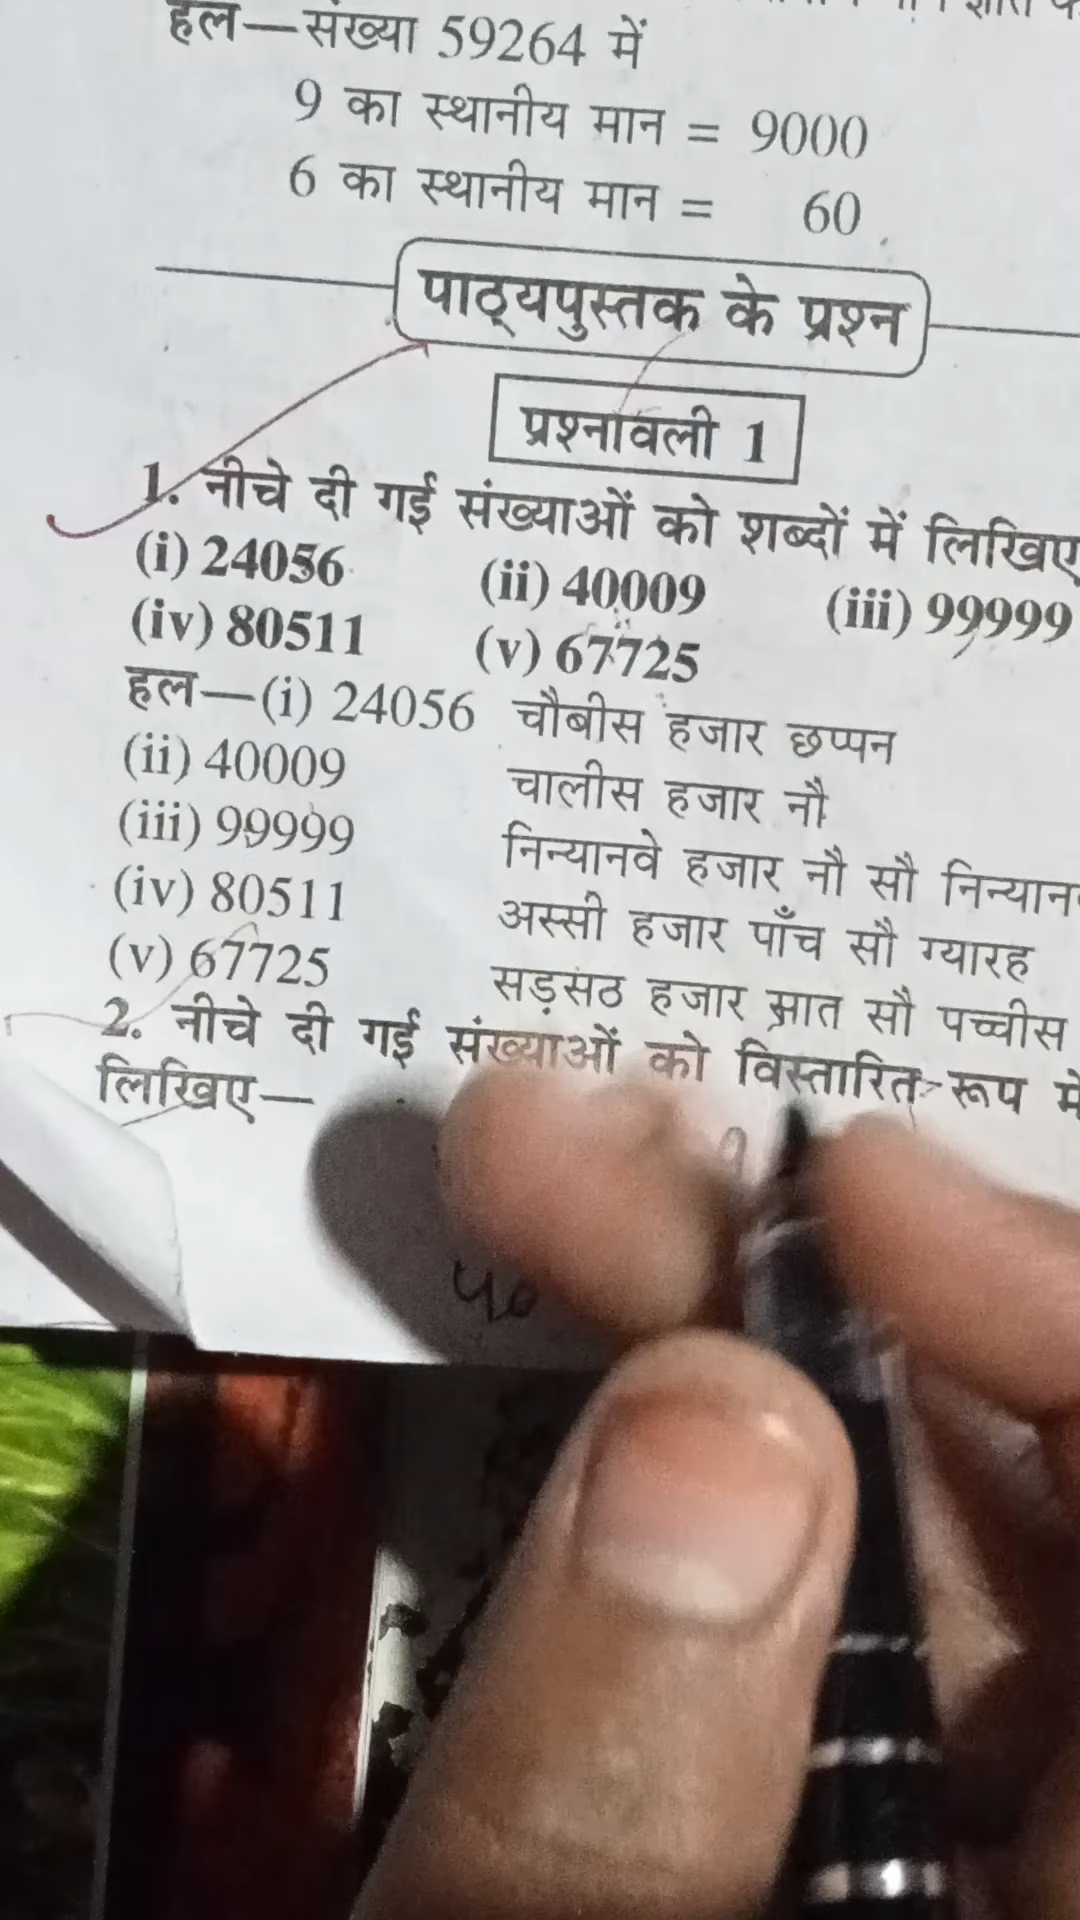 हल—संख्या 59264 में
9 का स्थानीय मान = 9000
6 का स्थानीय मान = 60
पाठ्यपुस्तक के प्रश्न
प्रश्नावली 1
1. नीचे दी गई संख्याओं को शब्दों में लिखिए
(i) 24056 (ii) 40009 (iii) 99999
(iv) 80511 (v) 67725
हल—(i) 24056 चौबीस हजार छप्पन
(ii) 40009 चालीस हजार नौ
(iii) 99999 निन्यानवे हजार नौ सौ
(iv) 80511 अस्सी हजार पाँच सौ ग्यारह
(v) 67725 सड़सठ हजार सात सौ पच्चीस
2. नीचे दी गई संख्याओं को विस्तारित रूप में
लिखिए—